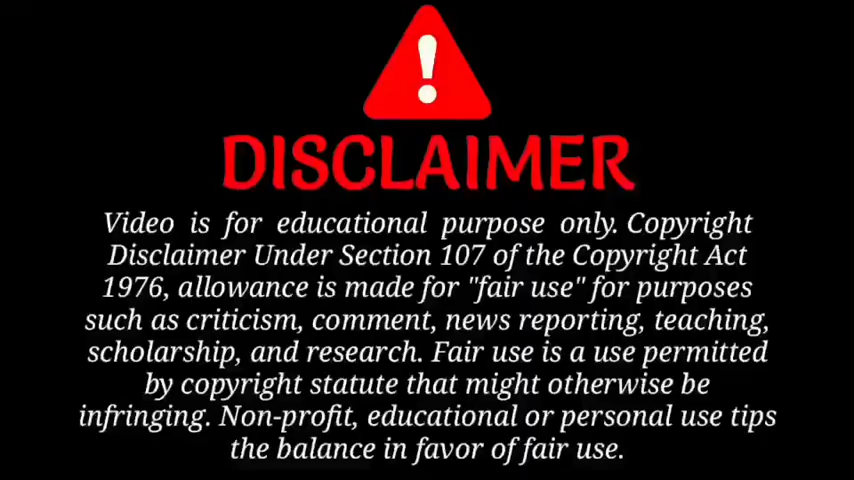 DISCLAIMER
Video is for educational purpose only. Copyright
Disclaimer Under Section 107 of the Copyright Act
1976, allowance is made for "fair use" for purposes
such as criticism, comment, news reporting, teaching,
scholarship, and research. Fair use is a use permitted
by copyright statute that might otherwise be
infringing. Non-profit, educational or personal use tips
the balance in favor of fair use.